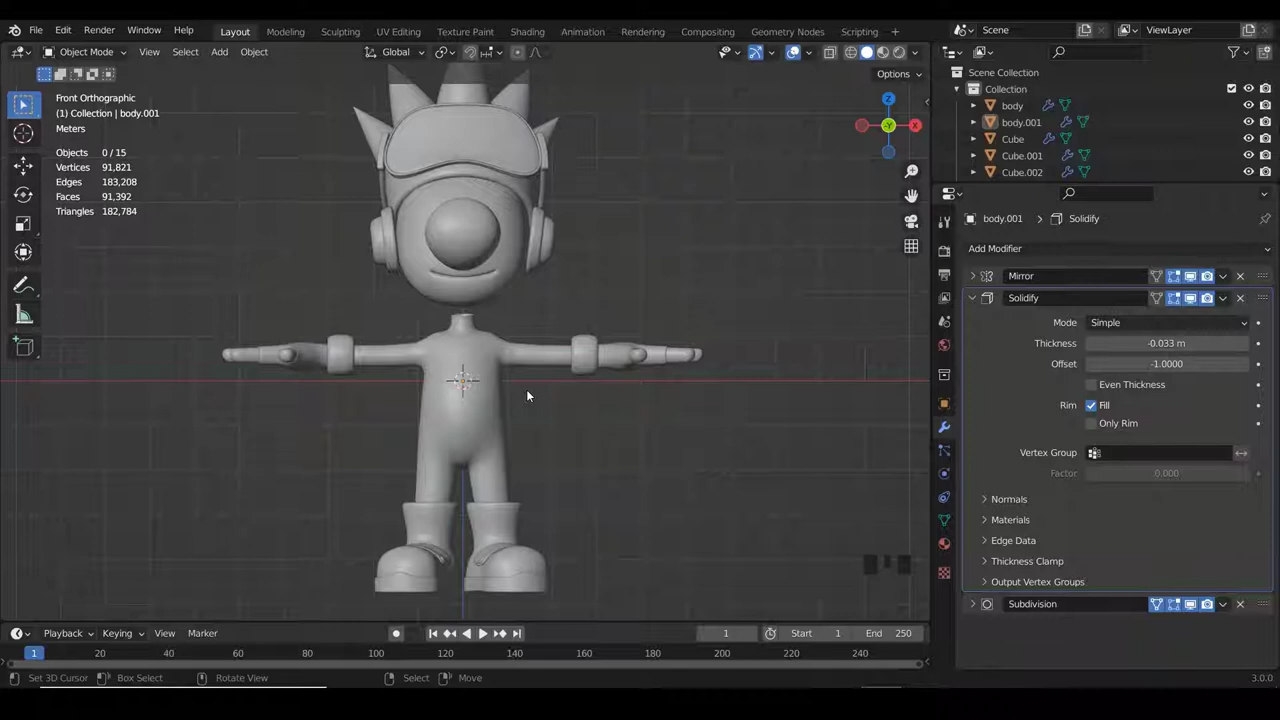 File Edit Render Window Help Layout Modeling Sculpting UV Editing Texture Paint Shading Animation Rendering Compositing Geometry Nodes Scripting + Scene ViewLayer
Object Mode View Select Add Object Global
Options
Front Orthographic
(1) Collection | body.001
Meters
Objects 0 / 15
Vertices 91,821
Edges 183,208
Faces 91,392
Triangles 182,784
Z
X
-Y
Scene Collection
Collection
body
body.001
Cube
Cube.001
Cube.002
body.001 Solidify
Add Modifier
Mirror
Solidify
Mode Simple
Thickness -0.033 m
Offset -1.0000
Even Thickness
Rim Fill
Only Rim
Vertex Group
Factor 0.000
Normals
Materials
Edge Data
Thickness Clamp
Output Vertex Groups
Subdivision
Playback Keying View Marker 1 Start 1 End 250
1 20 40 60 80 100 120 140 160 180 200 220 240
Set 3D Cursor Box Select Rotate View Select Move 3.0.0